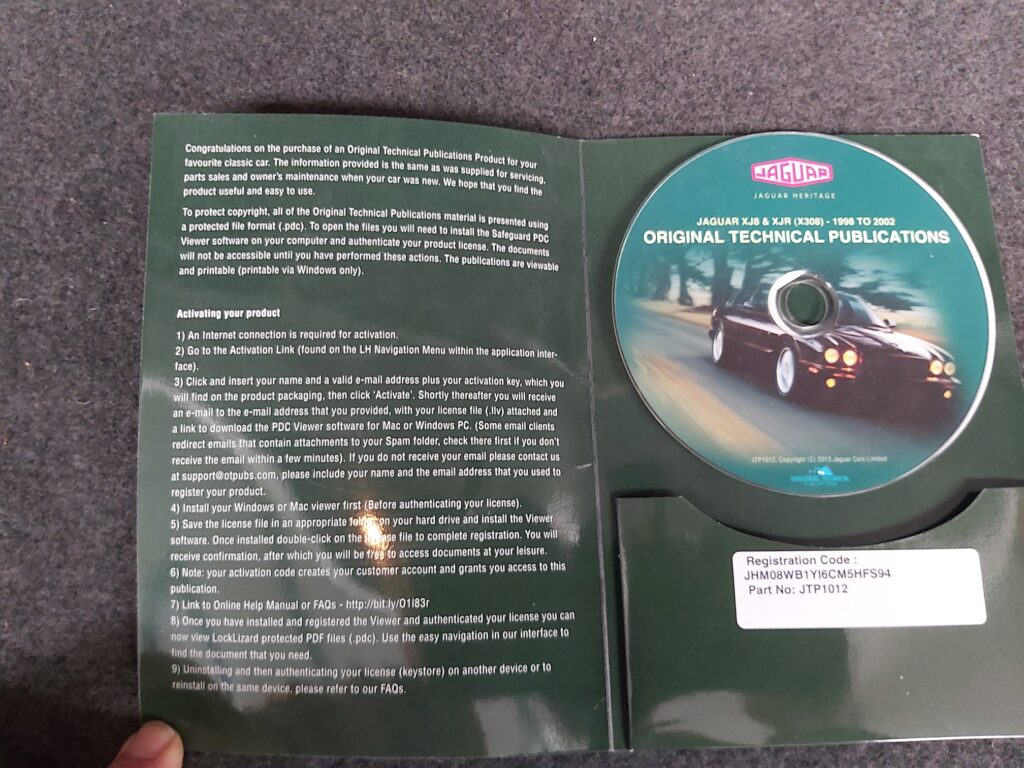 Congratulations on the purchase of an Original Technical Publications Product for your
favourite classic car. The information provided is the same as was supplied for servicing,
parts sales and owner's maintenance when your car was new. We hope that you find the
product useful and easy to use.
To protect copyright, all of the Original Technical Publications material is presented using
a protected file format (.pdc). To open the files you will need to install the Safeguard PDC
Viewer software on your computer and authenticate your product license. The documents
will not be accessible until you have performed these actions. The publications are viewable
and printable (printable via Windows only).
Activating your product
1) An Internet connection is required for activation.
2) Go to the Activation Link (found on the LH Navigation Menu within the application inter-
face).
3) Click and insert your name and a valid e-mail address plus your activation key, which you
will find on the product packaging, then click 'Activate'. Shortly thereafter you will receive
an e-mail to the e-mail address that you provided, with your license file (.llv) attached and
a link to download the PDC Viewer software for Mac or Windows PC. (Some email clients
redirect emails that contain attachments to your Spam folder, check there first if you don't
receive the email within a few minutes). If you do not receive your email please contact us
at support@otpubs.com, please include your name and the email address that you used to
register your product.
4) Install your Windows or Mac viewer first (Before authenticating your license).
5) Save the license file in an appropriate folder on your hard drive and install the Viewer
software. Once installed double-click on the license file to complete registration. You will
receive confirmation, after which you will be free to access documents at your leisure.
6) Note: your activation code creates your customer account and grants you access to this
publication.
7) Link to Online Help Manual or FAQs - http://bit.ly/O1l83r
8) Once you have installed and registered the Viewer and authenticated your license you can
now view LockLizard protected PDF files (.pdc). Use the easy navigation in our interface to
find the document that you need.
9) Uninstalling and then authenticating your license (keystore) on another device or to
reinstall on the same device, please refer to our FAQs.
JAGUAR
JAGUAR HERITAGE
JAGUAR XJ8 & XJR (X308) - 1998 TO 2002
ORIGINAL TECHNICAL PUBLICATIONS
JTP1012, Copyright (C) 2013 Jaguar Cars Limited
ORIGINAL TECHNICAL
PUBLICATIONS
Registration Code :
JHM08WB1YI6CM5HFS94
Part No: JTP1012